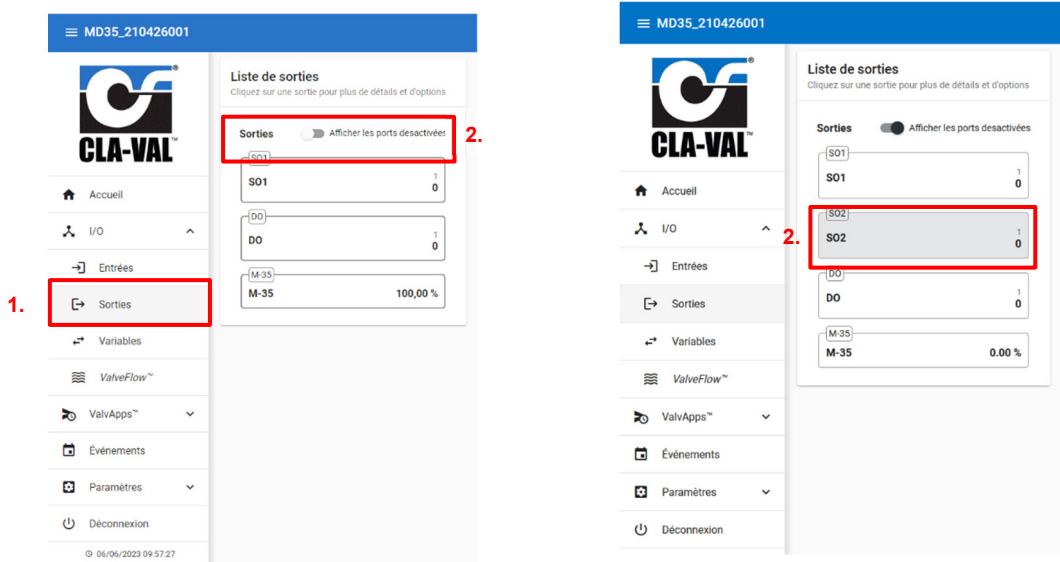 MD35_210426001
CLA-VAL™
®
Accueil
I/O
Entrées
1.
Sorties
Variables
ValveFlow™
ValvApps™
Événements
Paramètres
Déconnexion
06/06/2023 09:57:27
Liste de sorties
Cliquez sur une sortie pour plus de détails et d'options
Sorties Afficher les ports desactivées
2.
SO1
SO1 1
0
DO
DO 1
0
M-35
M-35 100,00 %
MD35_210426001
CLA-VAL™
®
Accueil
I/O
Entrées
Sorties
Variables
ValveFlow™
ValvApps™
Événements
Paramètres
Déconnexion
Liste de sorties
Cliquez sur une sortie pour plus de détails et d'options
Sorties Afficher les ports desactivées
SO1
SO1 1
0
2.
SO2
SO2 1
0
DO
DO 1
0
M-35
M-35 0.00 %